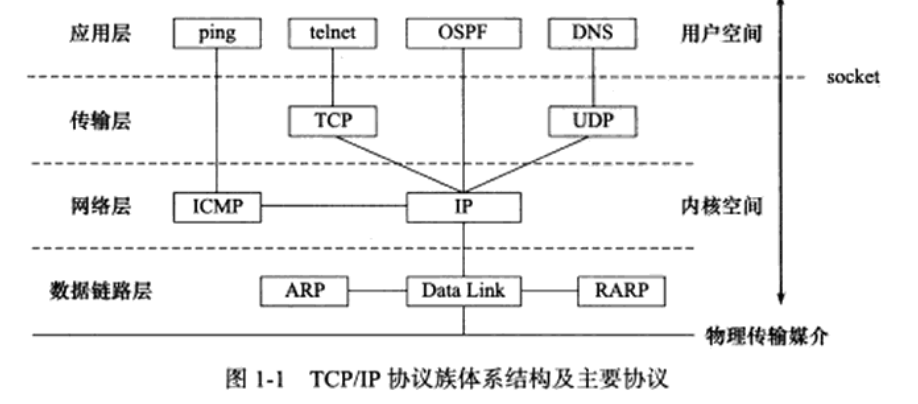 应用层 ping telnet OSPF DNS 用户空间
socket
传输层 TCP UDP
网络层 ICMP IP 内核空间
数据链路层 ARP Data Link RARP
物理传输媒介
图 1-1 TCP/IP 协议族体系结构及主要协议